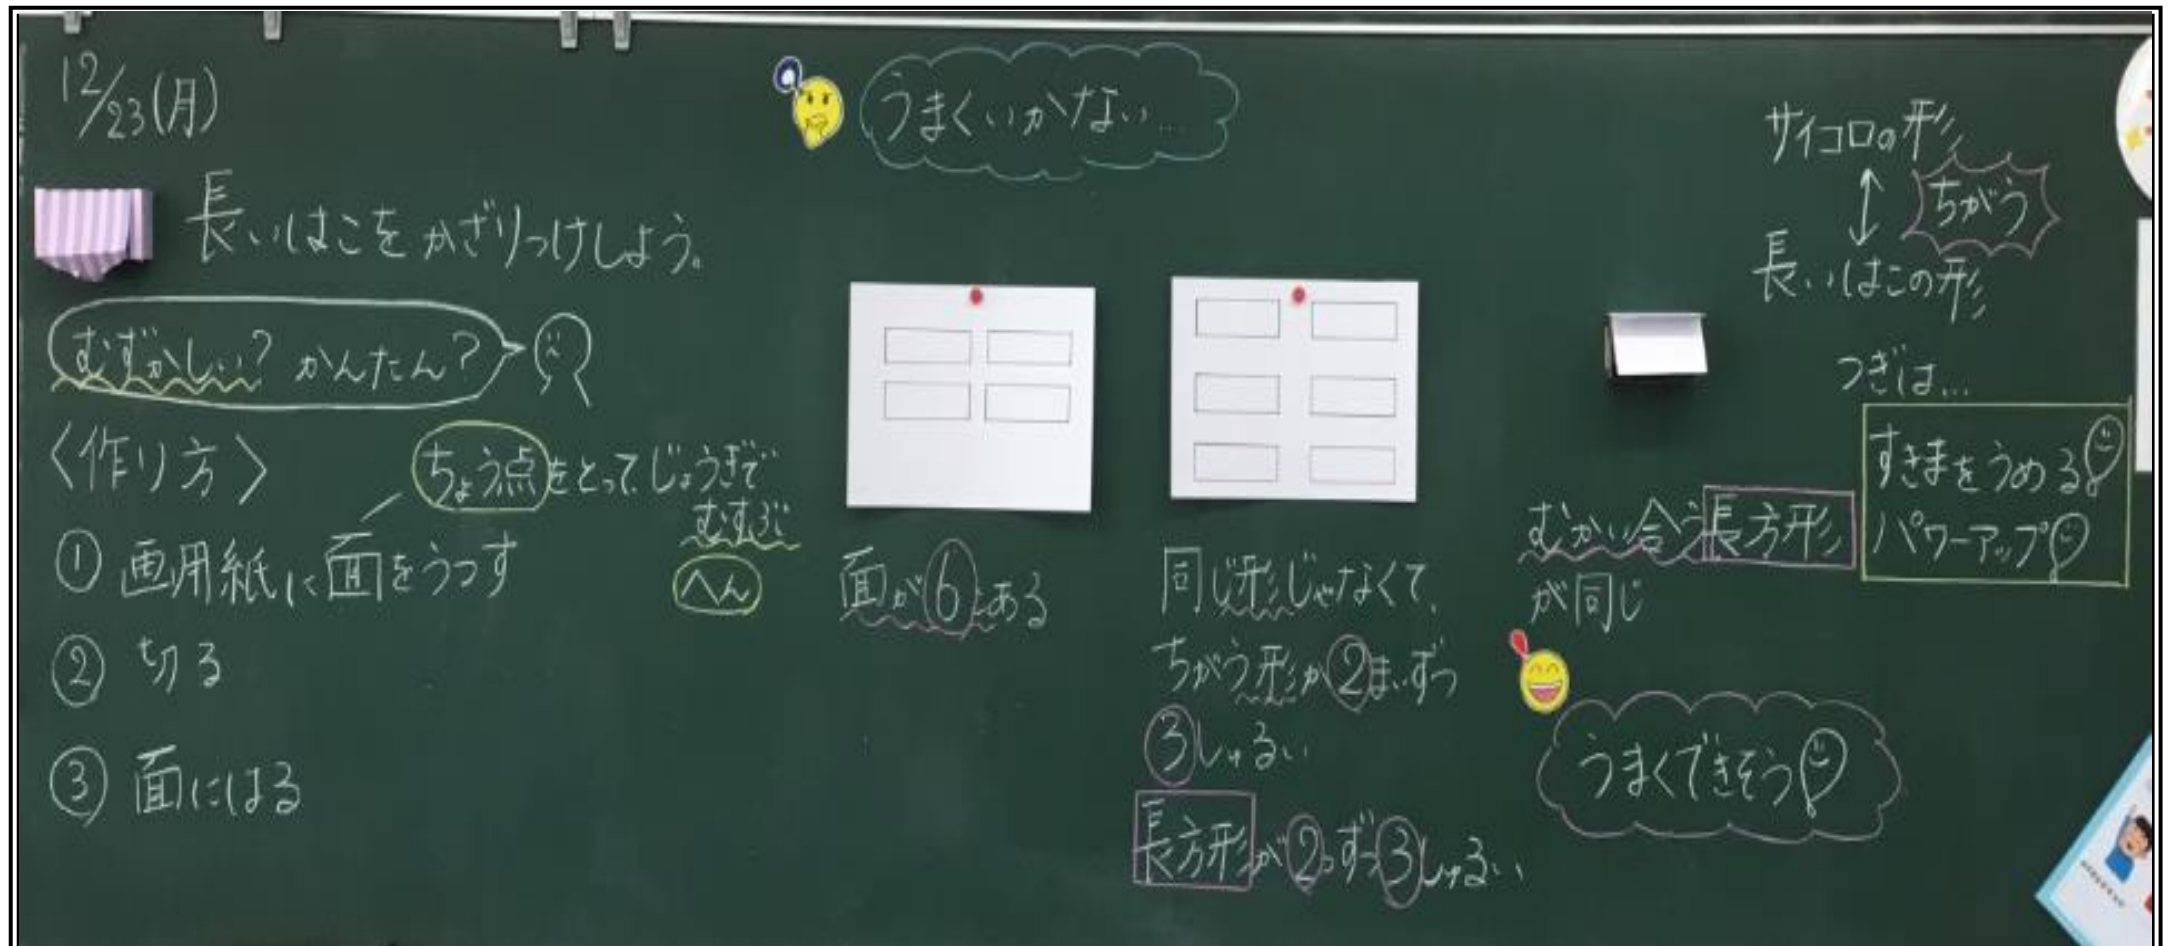 12/23(月)
長いはこをかざりつけしよう。
むずかしい? かんたん?
〈作り方〉
ちょう点をとってじょうぎで
むすぶ
へん
① 画用紙に面をうつす
② 切る
③ 面にはる
うまくいかない…
面が6こある
同じ形じゃなくて、
ちがう形が②まいずつ
③しゅるい
長方形が②つずつ③しゅるい
サイコロの形
ちがう
長いはこの形
つぎは…
すきまをうめる
パワーアップ
むかい合う長方形
が同じ
うまくできそう